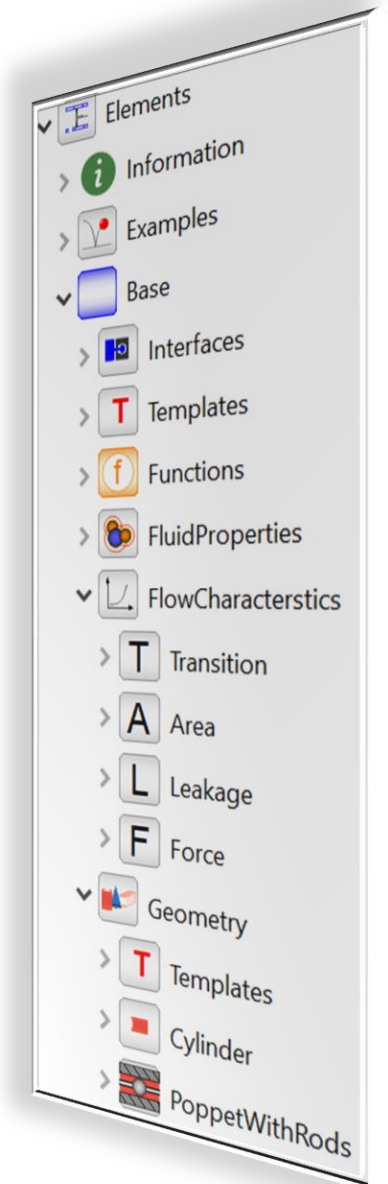 Elements
i Information
Examples
Base
Interfaces
T Templates
f Functions
FluidProperties
FlowCharacterstics
T Transition
A Area
L Leakage
F Force
Geometry
T Templates
Cylinder
PoppetWithRods